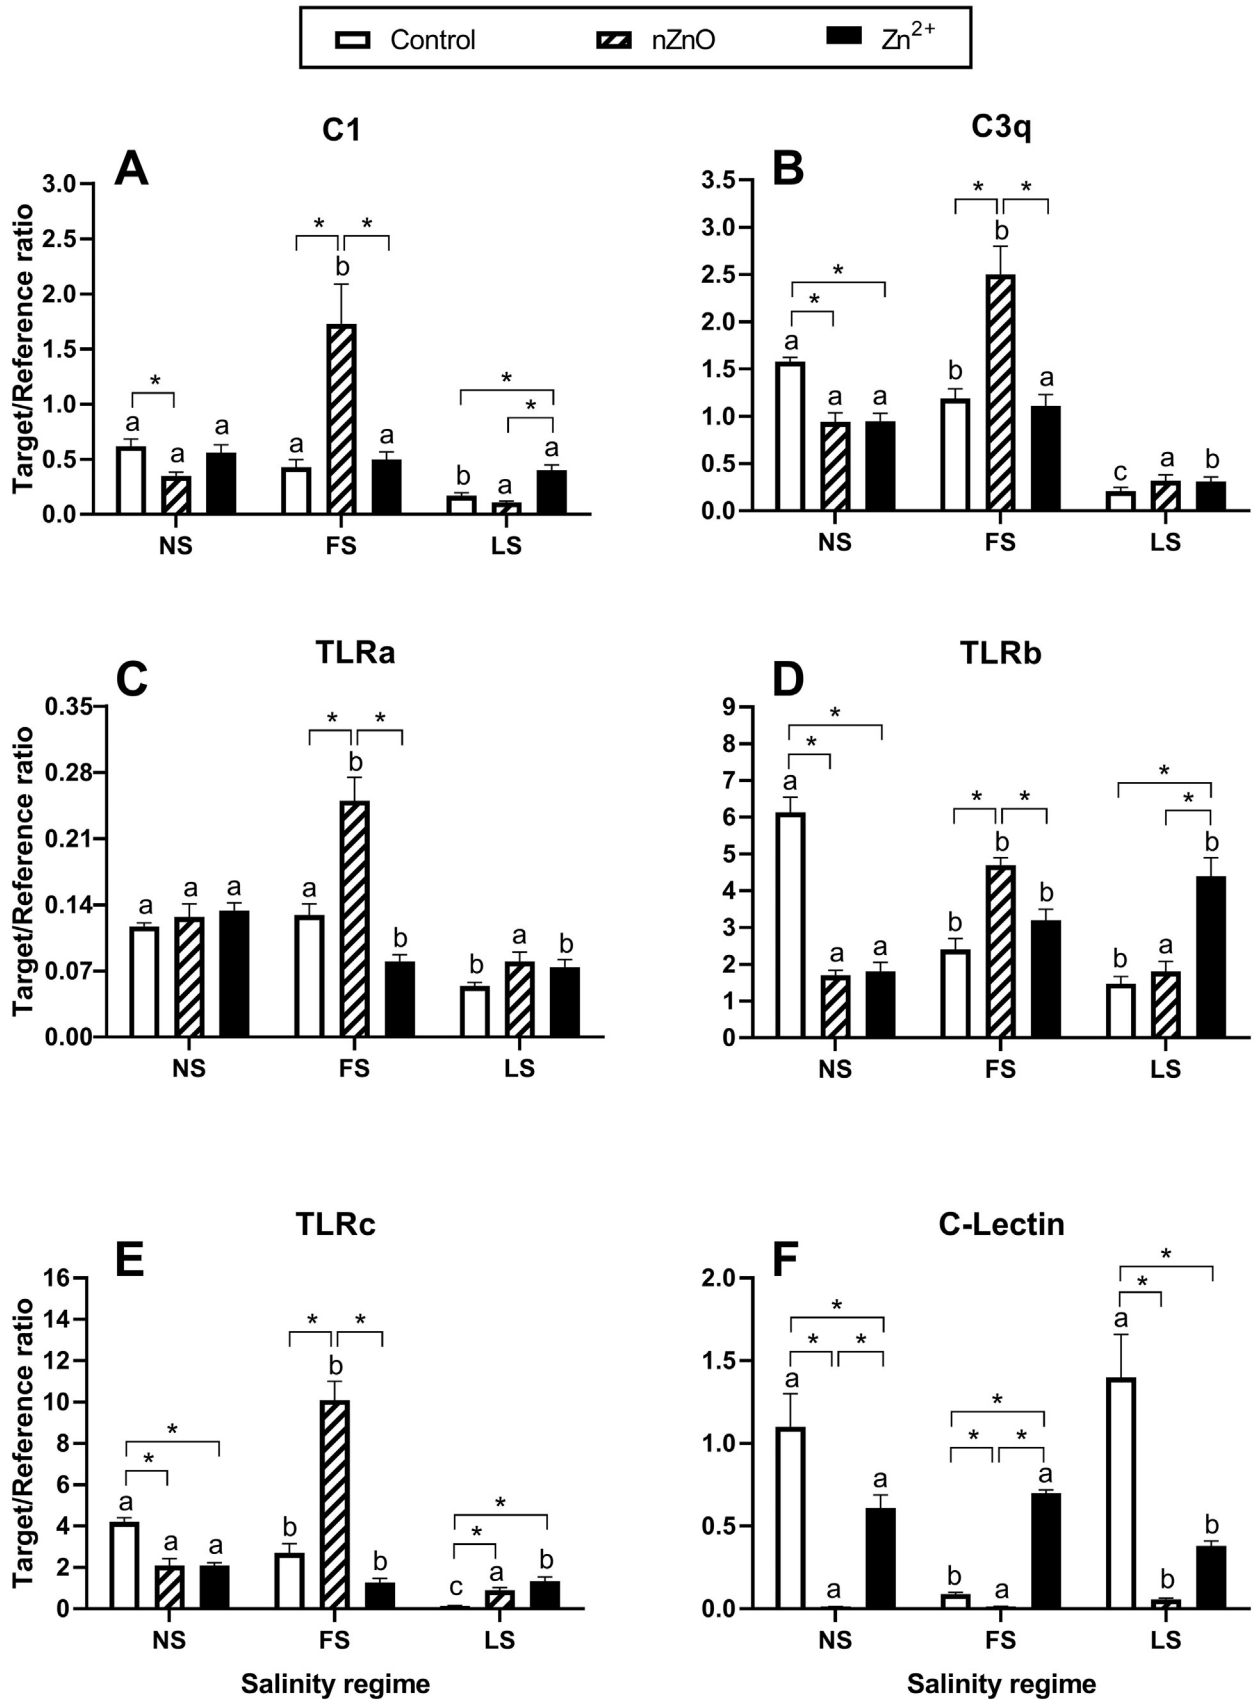 Control nZnO Zn2+
C1 C3q
A B
3.0 2.5 2.0 1.5 1.0 0.5 0.0
Target/Reference ratio
* * * * *
a a a a b a b a a
NS FS LS
3.5 3.0 2.5 2.0 1.5 1.0 0.5 0.0
* * * *
a a a b b a c a b
NS FS LS
TLRa TLRb
C D
0.35 0.28 0.21 0.14 0.07 0.00
Target/Reference ratio
* *
a a a a b b b a b
NS FS LS
9 8 7 6 5 4 3 2 1 0
* * * * * *
a a a b b b b a b
NS FS LS
TLRc C-Lectin
E F
16 14 12 10 8 6 4 2 0
Target/Reference ratio
* * * * * *
a a a b b b c a b
NS FS LS
Salinity regime
2.0 1.5 1.0 0.5 0.0
* * * * * * * *
a a a b a a a b b
NS FS LS
Salinity regime